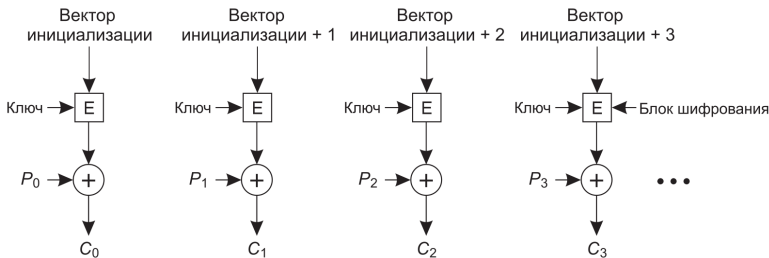 Вектор
инициализации
Вектор
инициализации + 1
Вектор
инициализации + 2
Вектор
инициализации + 3
Ключ
E
Ключ
E
Ключ
E
Ключ
E
Блок шифрования
P0
+
P1
+
P2
+
P3
+
•••
C0
C1
C2
C3